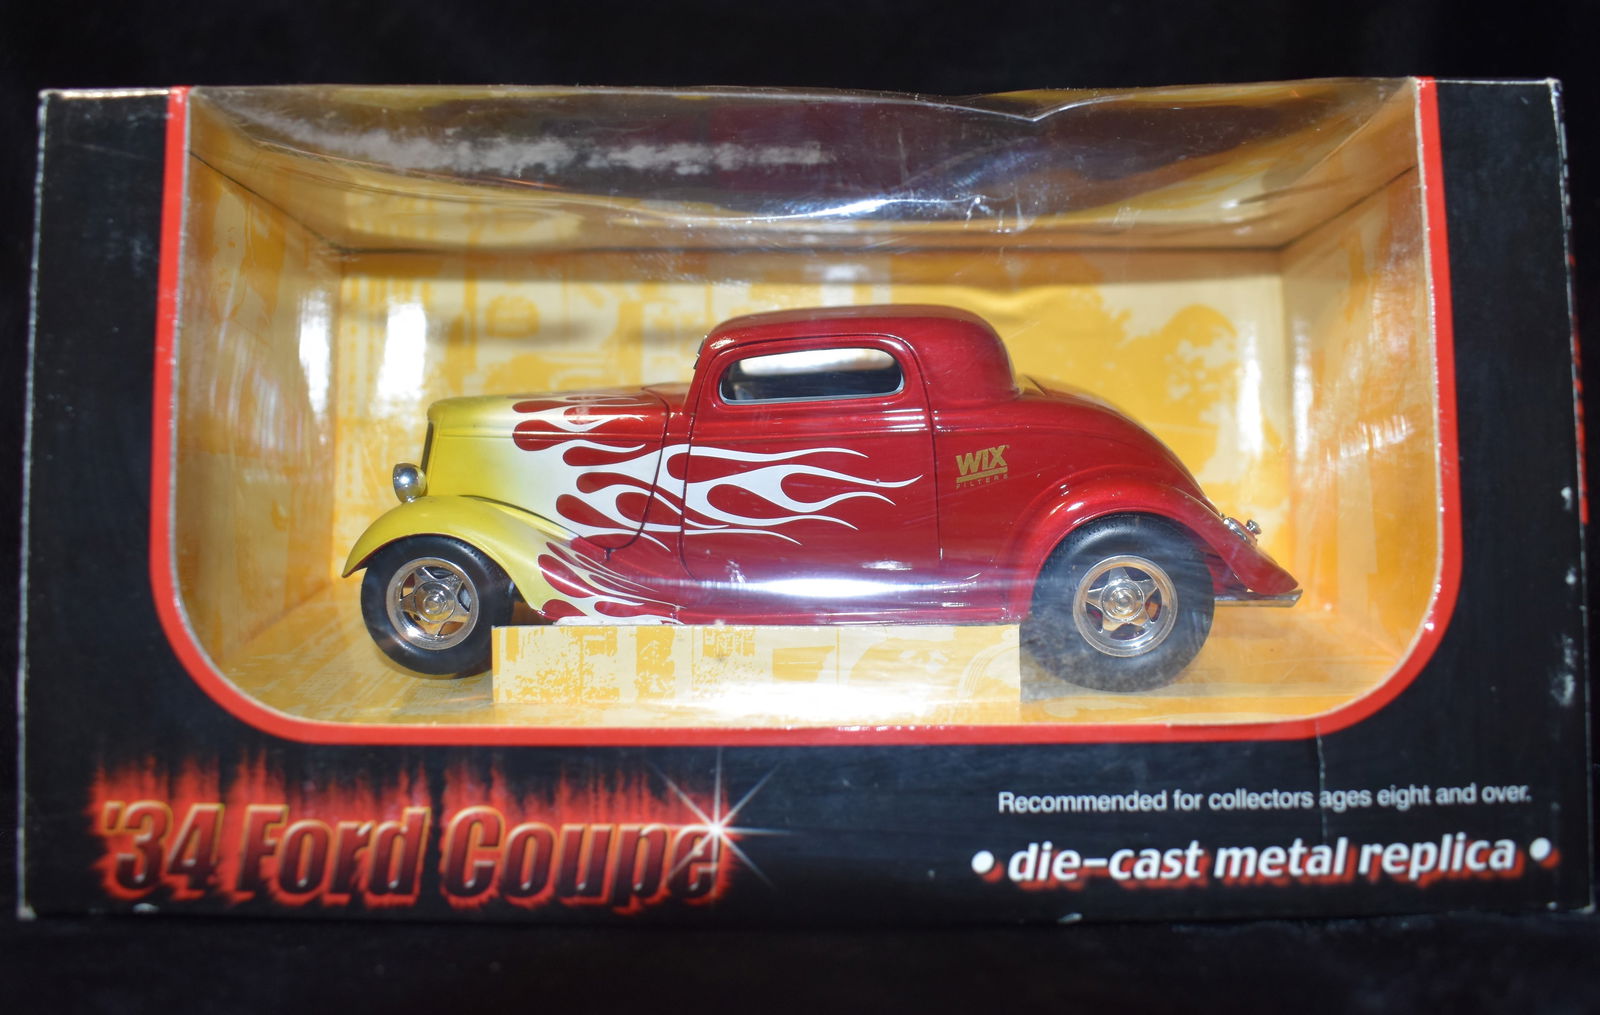 WIX
FILTERS
'34 Ford Coupe
Recommended for collectors ages eight and over.
• die-cast metal replica •